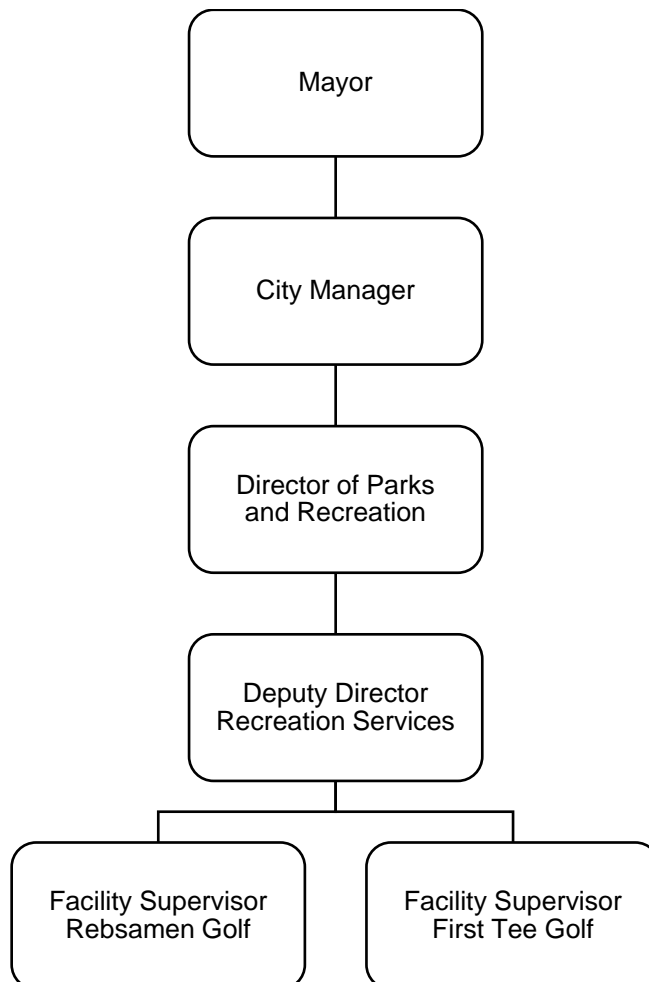 Mayor
City Manager
Director of Parks
and Recreation
Deputy Director
Recreation Services
Facility Supervisor
Rebsamen Golf
Facility Supervisor
First Tee Golf